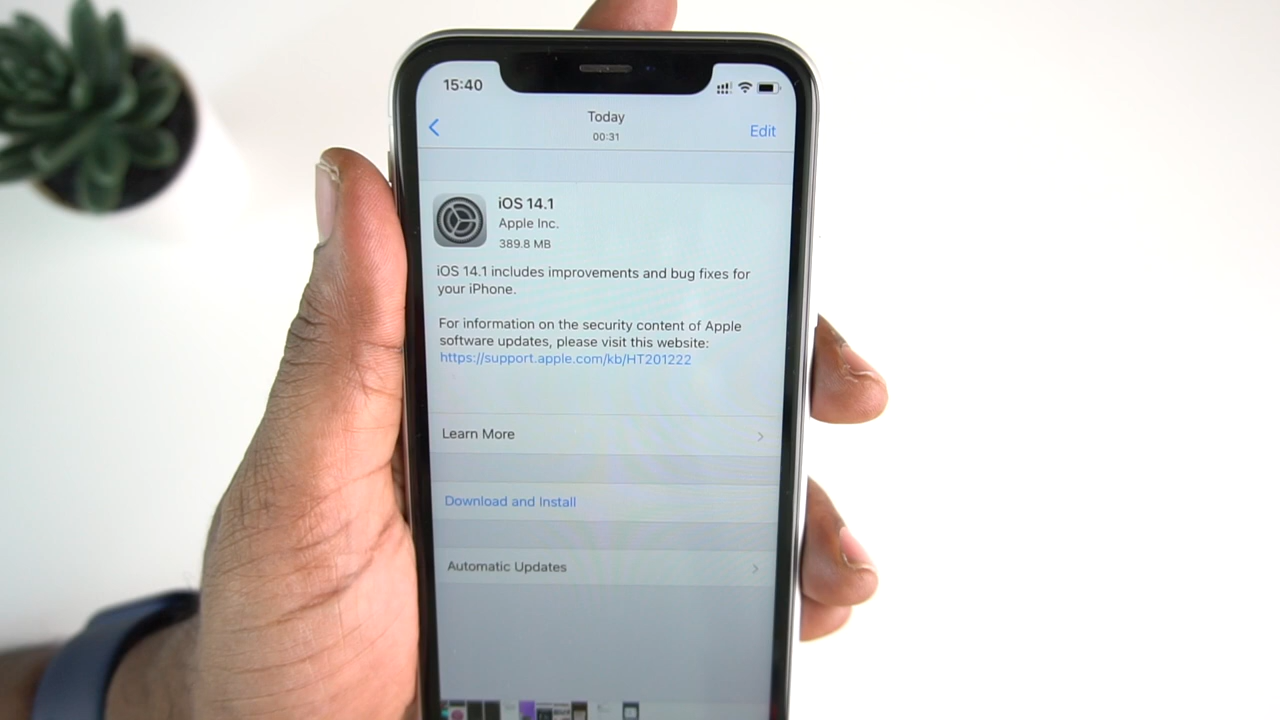 15:40
Today
00:31
Edit
iOS 14.1
Apple Inc.
389.8 MB
iOS 14.1 includes improvements and bug fixes for
your iPhone.
For information on the security content of Apple
software updates, please visit this website:
https://support.apple.com/kb/HT201222
Learn More
Download and Install
Automatic Updates